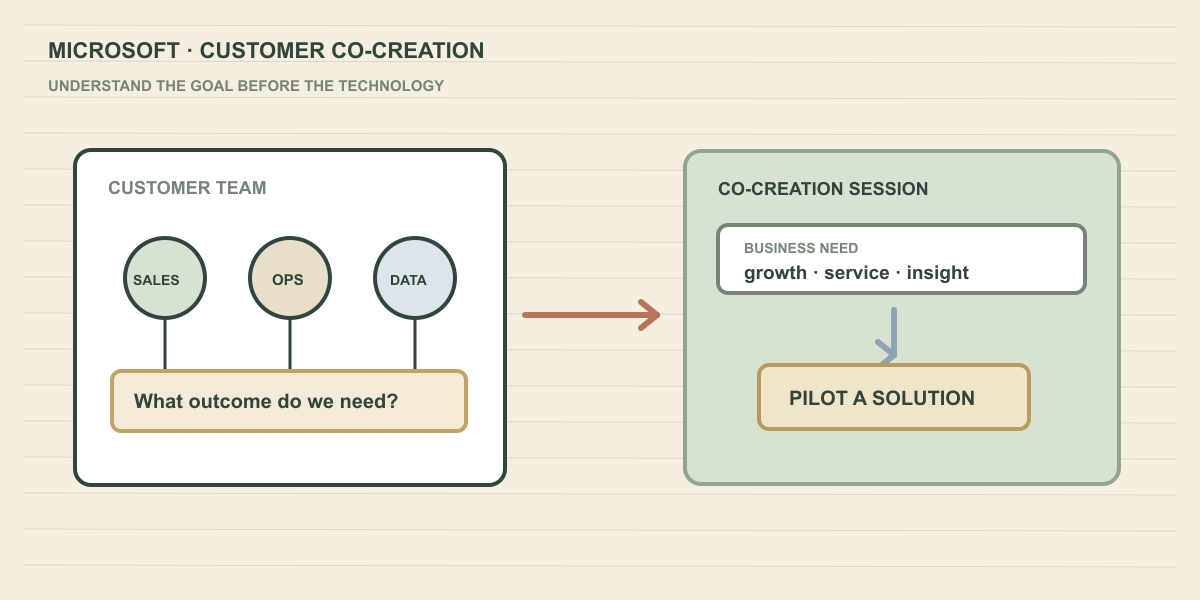 MICROSOFT · CUSTOMER CO-CREATION
UNDERSTAND THE GOAL BEFORE THE TECHNOLOGY
CUSTOMER TEAM
SALES
OPS
DATA
What outcome do we need?
CO-CREATION SESSION
BUSINESS NEED
growth · service · insight
PILOT A SOLUTION